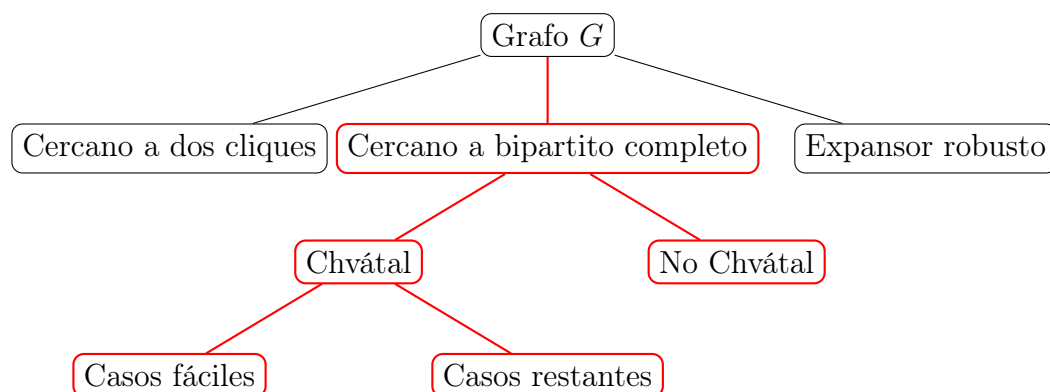 Grafo G
Cercano a dos cliques
Cercano a bipartito completo
Expansor robusto
Chvátal
No Chvátal
Casos fáciles
Casos restantes